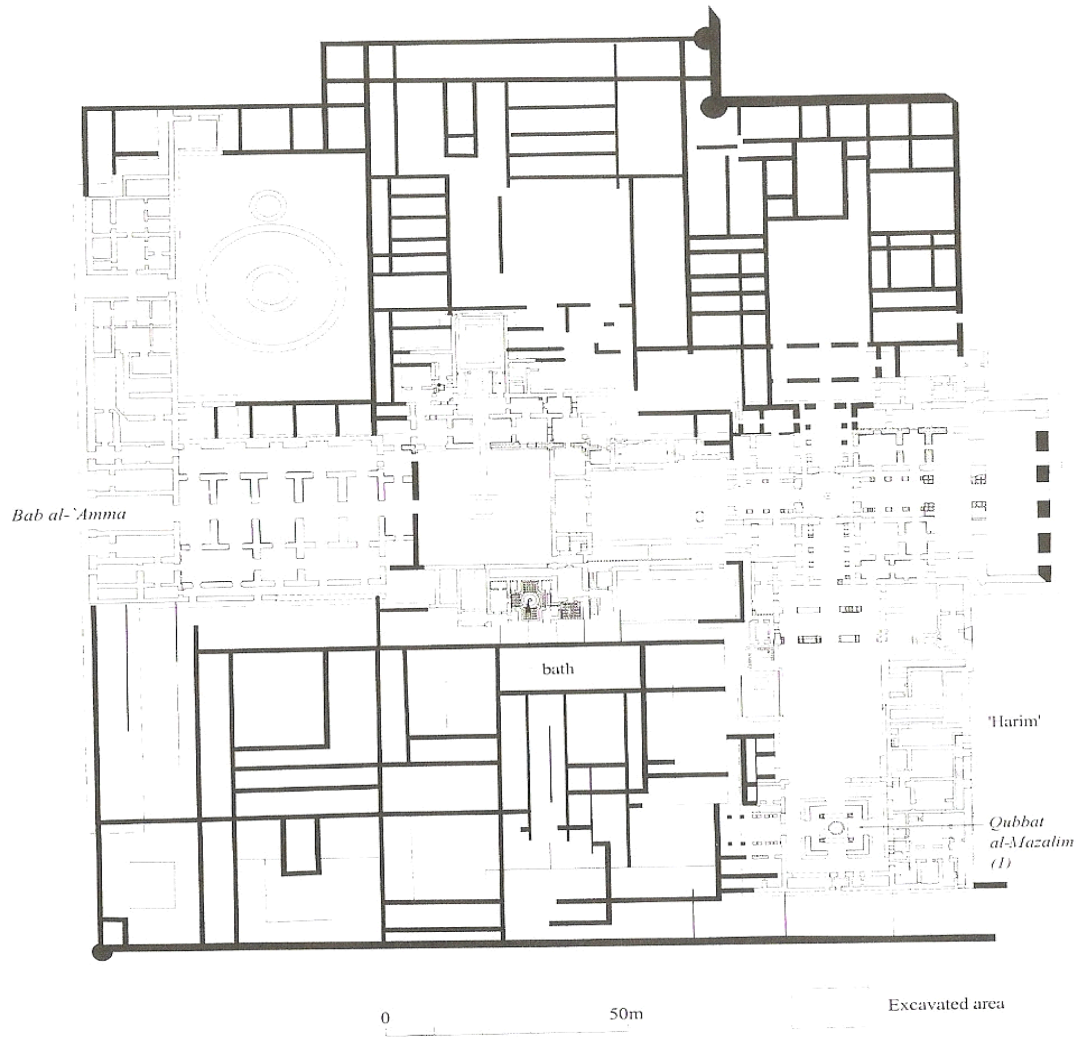 Bab al-`Amma
bath
'Harim'
Qubbat
al-Mazalim
(1)
0 50m
Excavated area